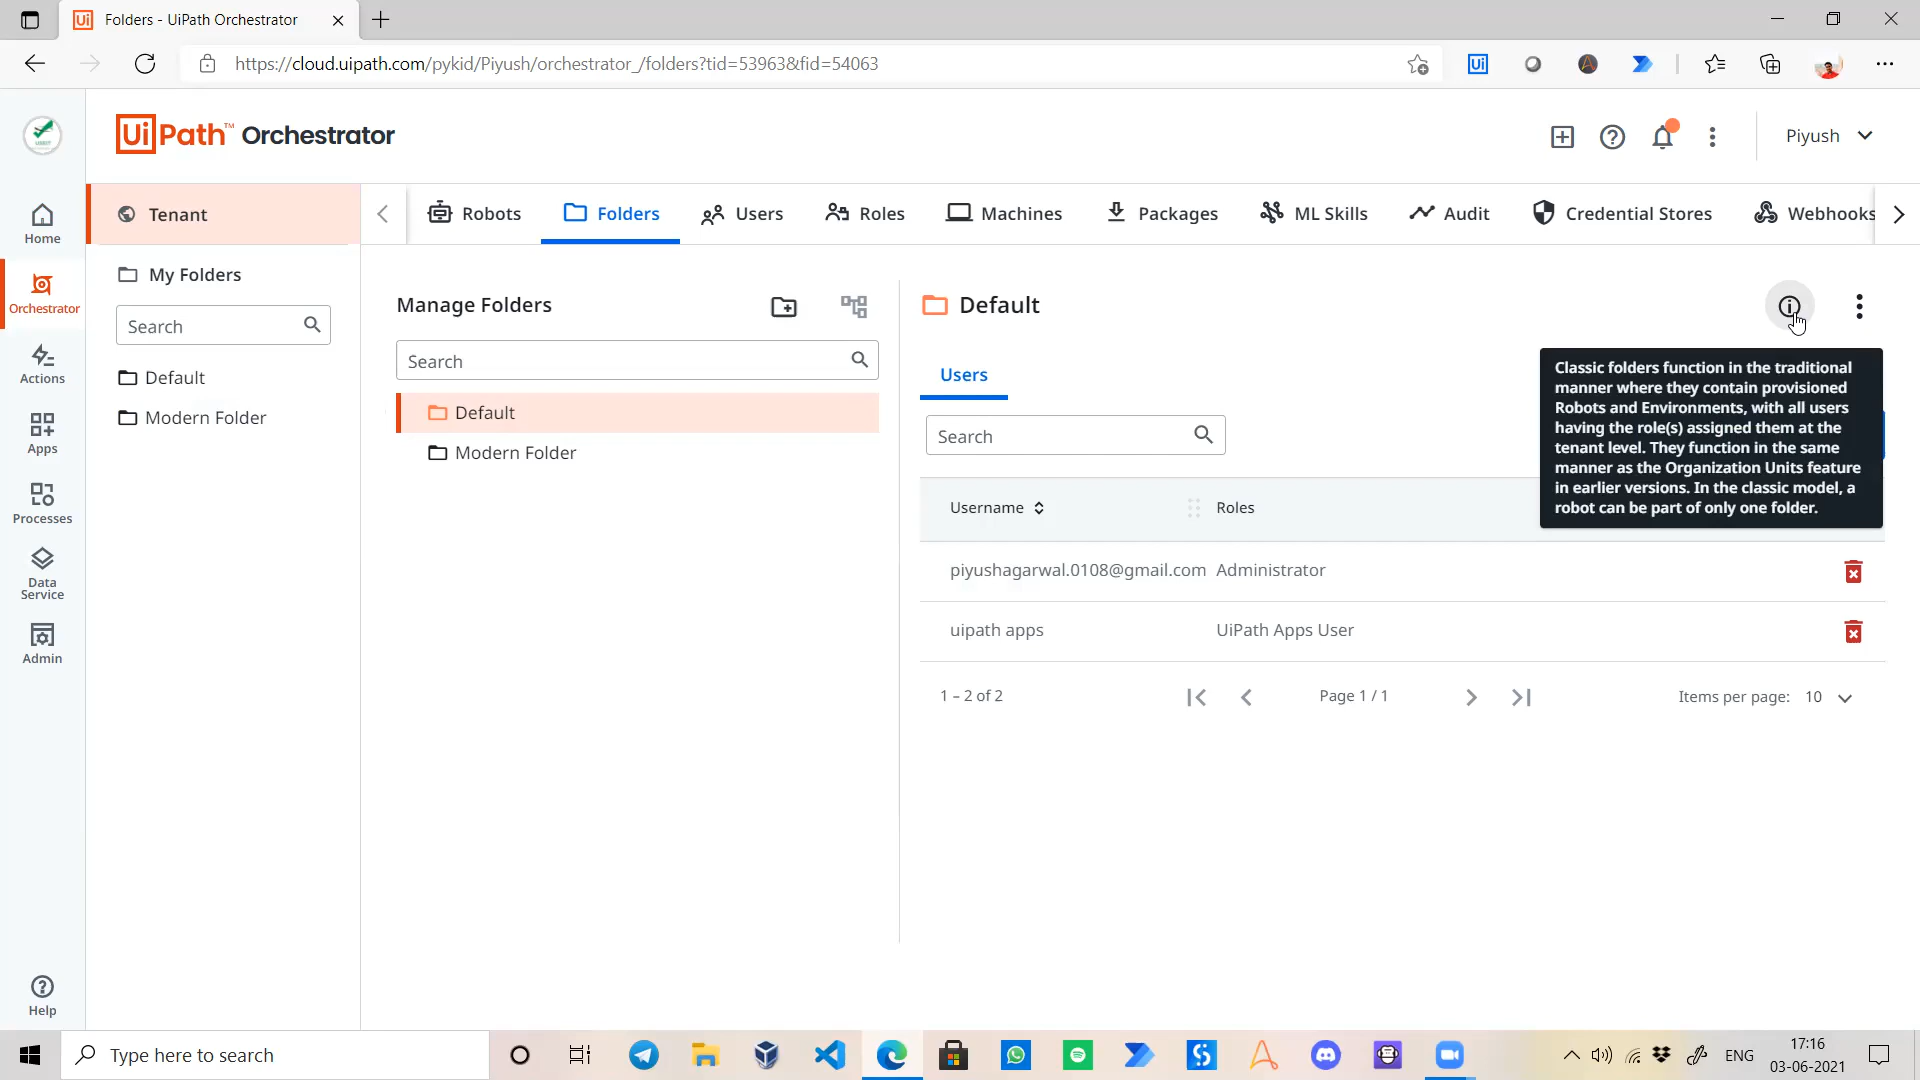 Folders - UiPath Orchestrator
https://cloud.uipath.com/pykid/Piyush/orchestrator_/folders?tid=53963&fid=54063
UiPath™ Orchestrator
Piyush
Home
Orchestrator
Actions
Apps
Processes
Data
Service
Admin
Help
Tenant
My Folders
Search
Default
Modern Folder
Robots
Folders
Users
Roles
Machines
Packages
ML Skills
Audit
Credential Stores
Webhooks
Manage Folders
Search
Default
Modern Folder
Default
Users
Search
Classic folders function in the traditional
manner where they contain provisioned
Robots and Environments, with all users
having the role(s) assigned them at the
tenant level. They function in the same
manner as the Organization Units feature
in earlier versions. In the classic model, a
robot can be part of only one folder.
Username Roles
piyushagarwal.0108@gmail.com Administrator
uipath apps UiPath Apps User
1 – 2 of 2
Page 1 / 1
Items per page: 10
Type here to search
ENG
17:16
03-06-2021